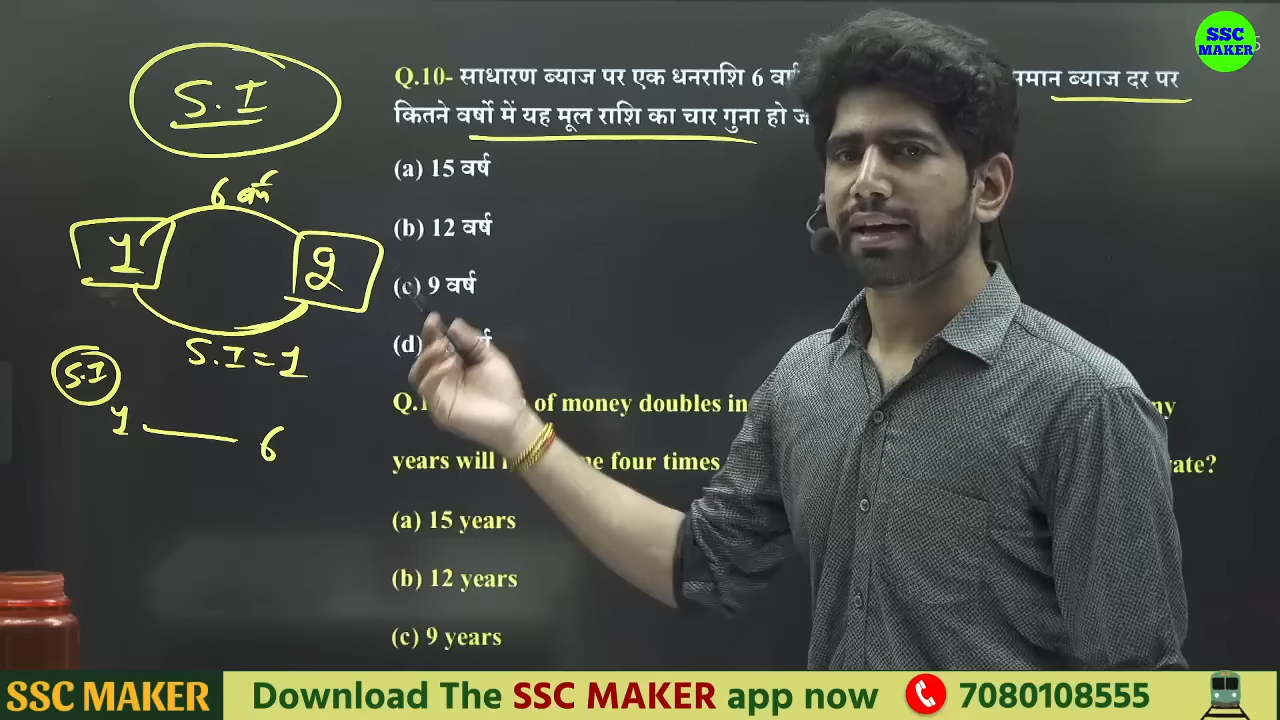 SSC
MAKER
S.I
Q.10- साधारण ब्याज पर एक धनराशि 6 समान ब्याज दर पर
कितने वर्षो में यह मूल राशि का चार गुना हो
(a) 15 वर्ष
(b) 12 वर्ष
(c) 9 वर्ष
(d)
6 वर्ष
1
2
S.I = 1
S.I
1 6
of money doubles in
years will four times rate?
(a) 15 years
(b) 12 years
(c) 9 years
SSC MAKER Download The SSC MAKER app now 7080108555